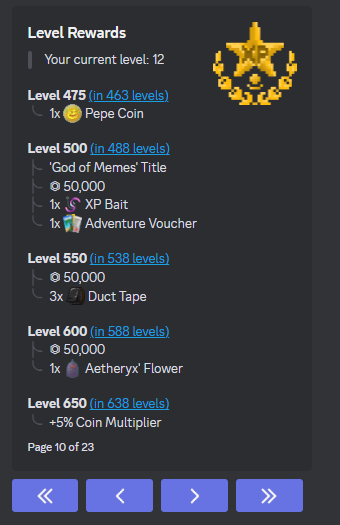 Level Rewards
XP
Your current level: 12
Level 475 (in 463 levels)
1x Pepe Coin
Level 500 (in 488 levels)
'God of Memes' Title
50,000
1x XP Bait
1x Adventure Voucher
Level 550 (in 538 levels)
50,000
3x Duct Tape
Level 600 (in 588 levels)
50,000
1x Aetheryx' Flower
Level 650 (in 638 levels)
+5% Coin Multiplier
Page 10 of 23